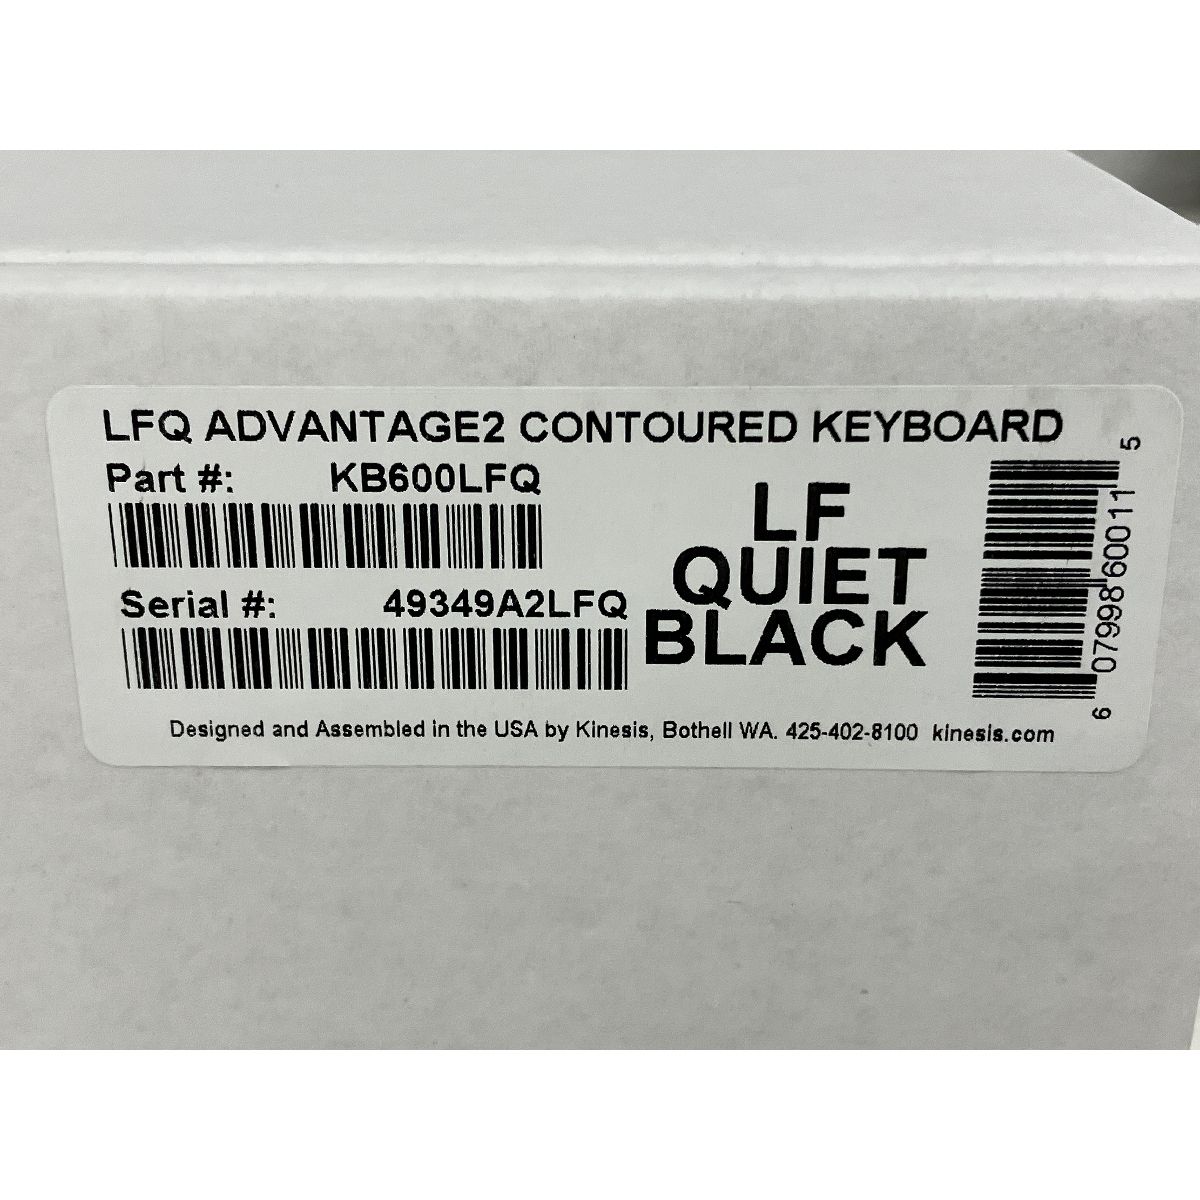 LFQ ADVANTAGE2 CONTOURED KEYBOARD
Part #: KB600LFQ
Serial #: 49349A2LFQ
LF
QUIET
BLACK
6 07998 60011 5
Designed and Assembled in the USA by Kinesis, Bothell WA. 425-402-8100 kinesis.com